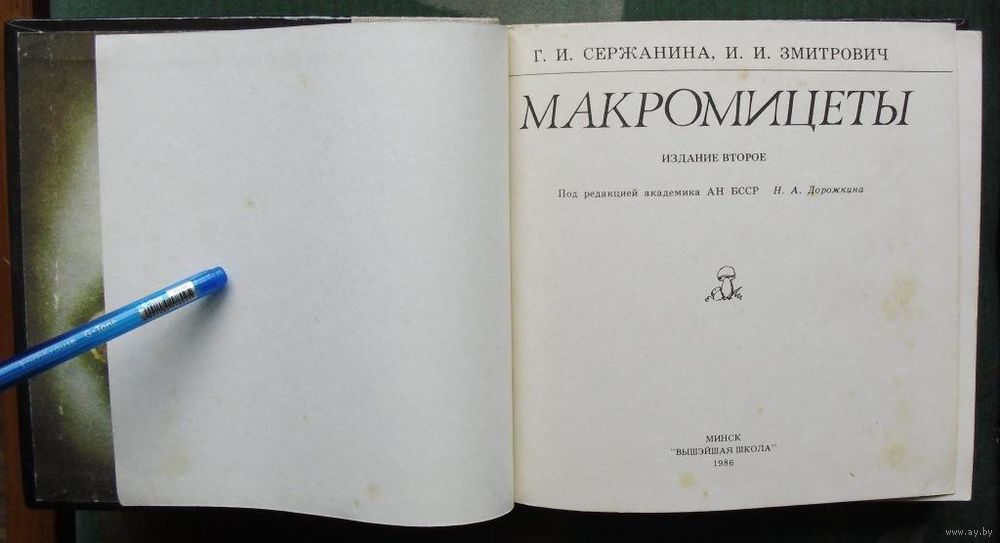 Г. И. СЕРЖАНИНА, И. И. ЗМИТРОВИЧ
МАКРОМИЦЕТЫ
ИЗДАНИЕ ВТОРОЕ
Под редакцией академика АН БССР Н. А. Дорожкина
МИНСК
"ВЫШЭЙШАЯ ШКОЛА"
1986
www.ay.by